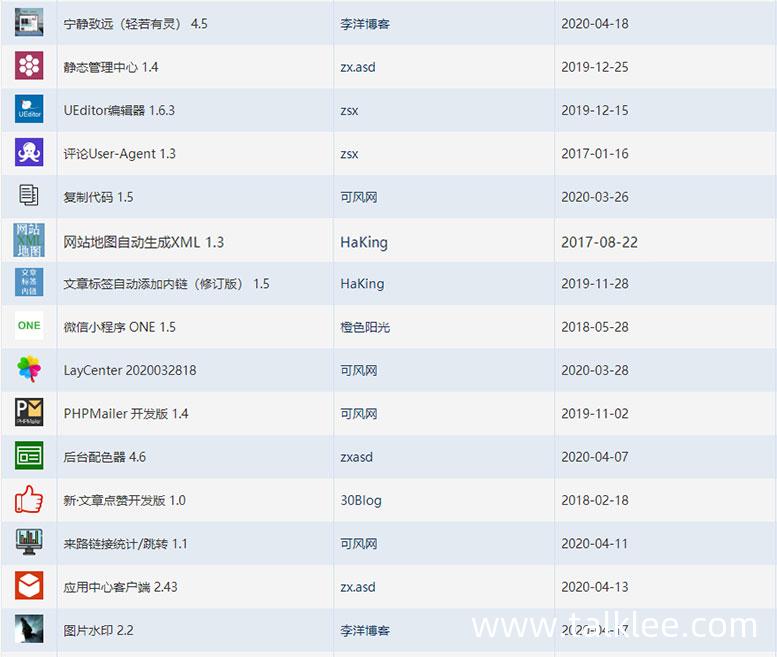 宁静致远（轻若有灵） 4.5 李洋博客 2020-04-18
静态管理中心 1.4 zx.asd 2019-12-25
UEditor
UEditor编辑器 1.6.3 zsx 2019-12-15
评论User-Agent 1.3 zsx 2017-01-16
复制代码 1.5 可风网 2020-03-26
网站
XML
地图
网站地图自动生成XML 1.3 HaKing 2017-08-22
文章
标签
内链
文章标签自动添加内链（修订版） 1.5 HaKing 2019-11-28
ONE
微信小程序 ONE 1.5 橙色阳光 2018-05-28
LayCenter 2020032818 可风网 2020-03-28
PM
PHPMailer
PHPMailer 开发版 1.4 可风网 2019-11-02
后台配色器 4.6 zxasd 2020-04-07
新·文章点赞开发版 1.0 30Blog 2018-02-18
来路链接统计/跳转 1.1 可风网 2020-04-11
应用中心客户端 2.43 zx.asd 2020-04-13
图片水印 2.2 李洋博客 2020-04-17
www.talklee.com